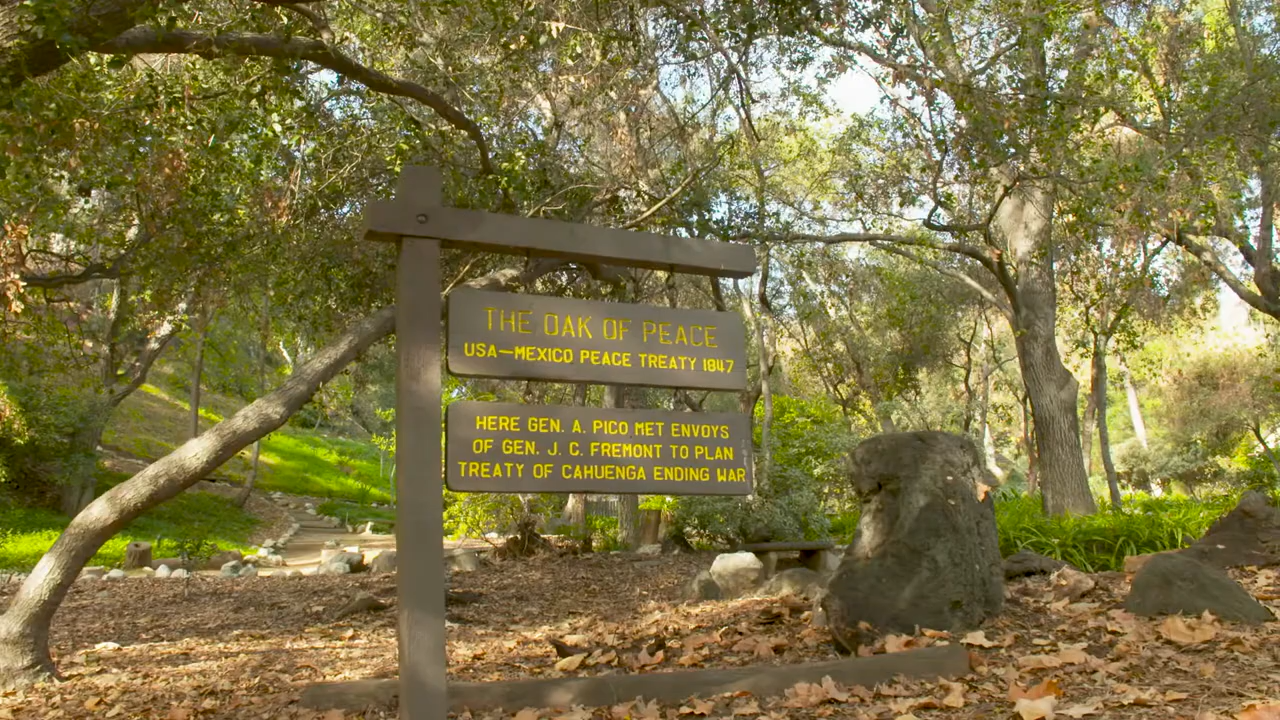 THE OAK OF PEACE
USA—MEXICO PEACE TREATY 1847
HERE GEN. A. PICO MET ENVOYS
OF GEN. J. C. FREMONT TO PLAN
TREATY OF CAHUENGA ENDING WAR